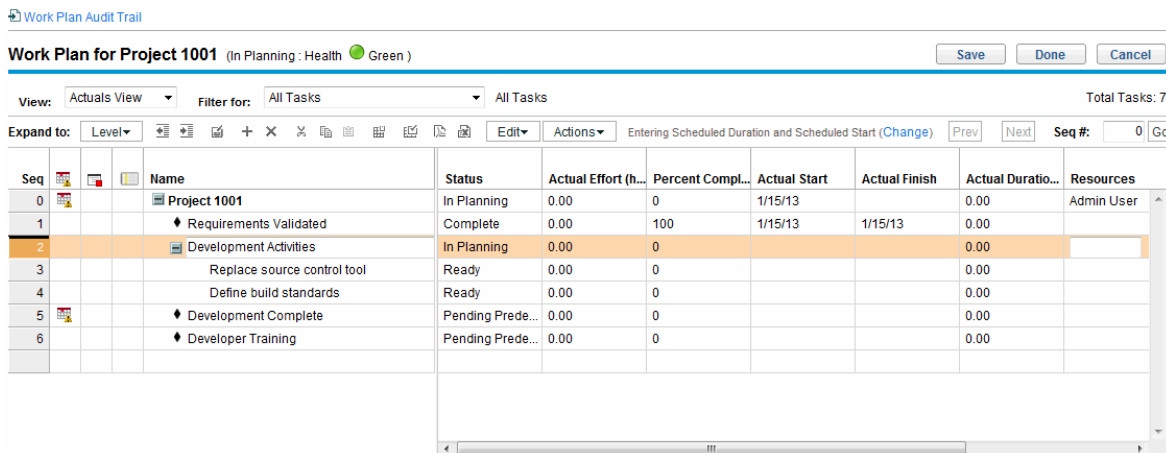 Work Plan Audit Trail
Work Plan for Project 1001 (In Planning : Health Green ) Save Done Cancel
View: Actuals View Filter for: All Tasks All Tasks Total Tasks: 7
Expand to: Level Edit Actions Entering Scheduled Duration and Scheduled Start (Change) Prev Next Seq #: 0 Go
Seq Name Status Actual Effort (h... Percent Compl... Actual Start Actual Finish Actual Duratio... Resources
0 Project 1001 In Planning 0.00 0 1/15/13 0.00 Admin User
1 Requirements Validated Complete 0.00 100 1/15/13 1/15/13 0.00
2 Development Activities In Planning 0.00 0 0.00
3 Replace source control tool Ready 0.00 0 0.00
4 Define build standards Ready 0.00 0 0.00
5 Development Complete Pending Prede... 0.00 0 0.00
6 Developer Training Pending Prede... 0.00 0 0.00